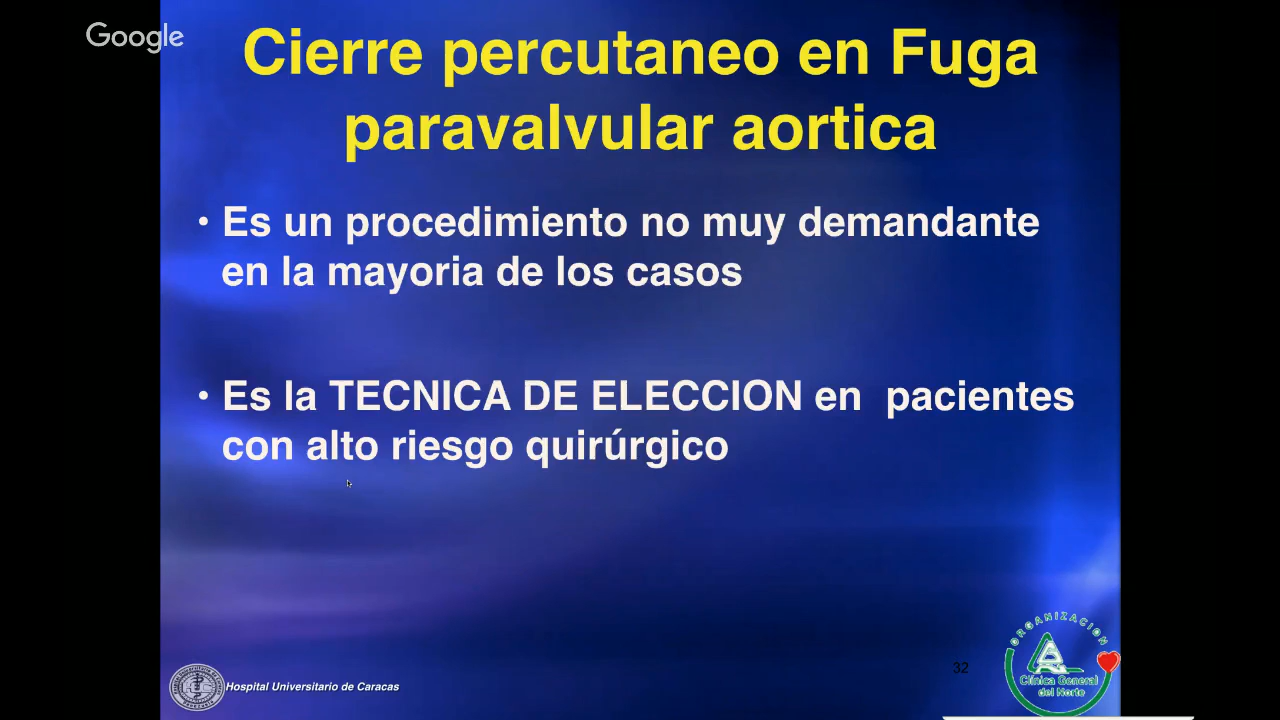 Google
Cierre percutaneo en Fuga
paravalvular aortica
• Es un procedimiento no muy demandante
en la mayoria de los casos
• Es la TECNICA DE ELECCION en pacientes
con alto riesgo quirúrgico
Hospital Universitario de Caracas
32
ORGANIZACION
Clínica General
del Norte